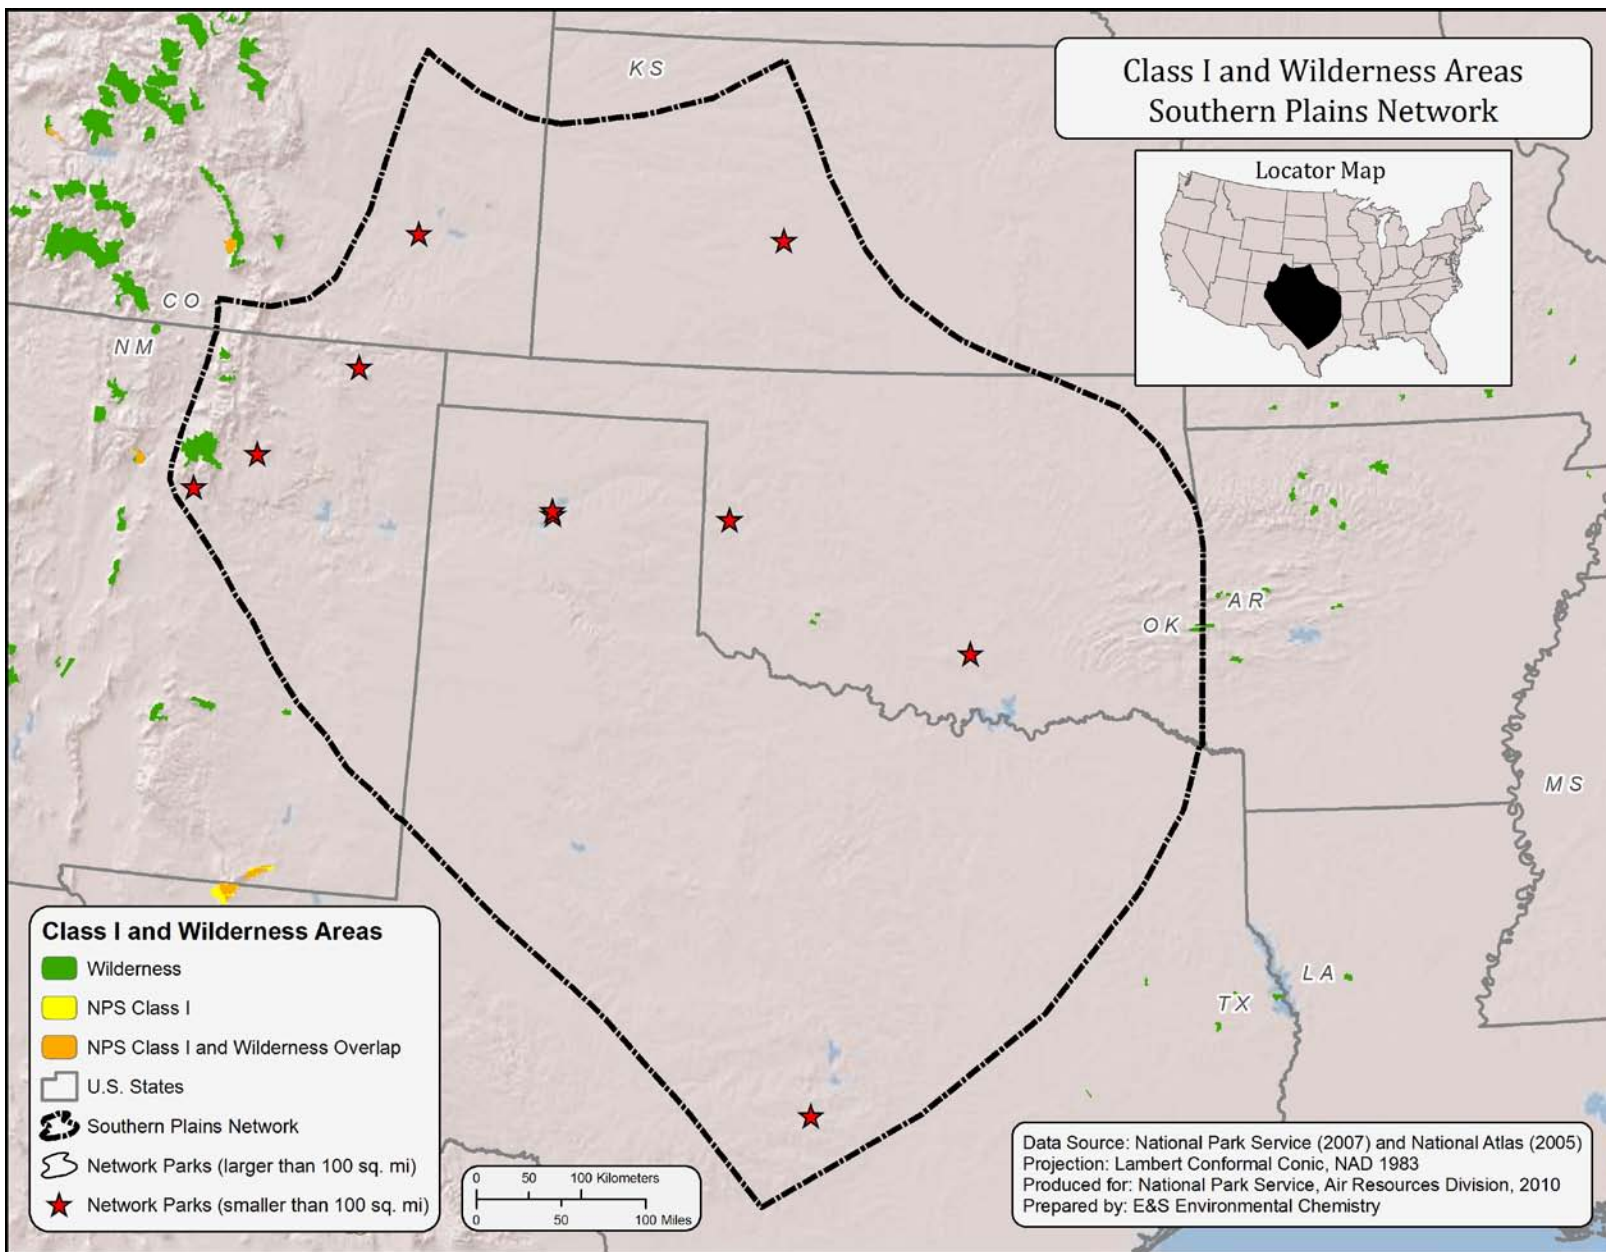 KS
Class I and Wilderness Areas
Southern Plains Network
Locator Map
CO
NM
OK
AR
MS
LA
TX
Class I and Wilderness Areas
Wilderness
NPS Class I
NPS Class I and Wilderness Overlap
U.S. States
Southern Plains Network
Network Parks (larger than 100 sq. mi)
Network Parks (smaller than 100 sq. mi)
0 50 100 Kilometers
0 50 100 Miles
Data Source: National Park Service (2007) and National Atlas (2005)
Projection: Lambert Conformal Conic, NAD 1983
Produced for: National Park Service, Air Resources Division, 2010
Prepared by: E&S Environmental Chemistry